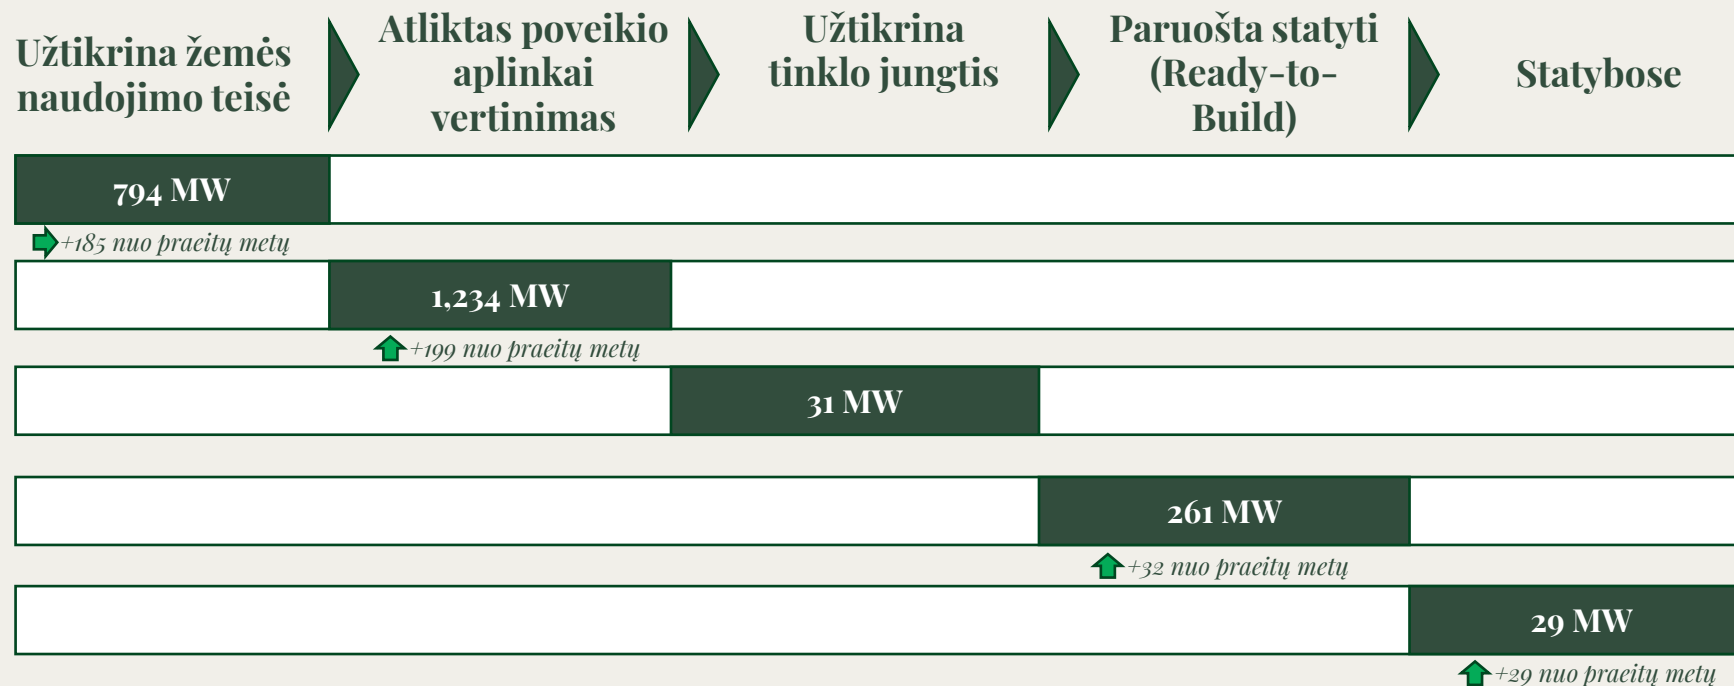 Užtikrina žemės
naudojimo teisė
Atliktas poveikio
aplinkai
vertinimas
Užtikrina
tinklo jungtis
Paruošta statyti
(Ready-to-
Build)
Statybose
794 MW
+185 nuo praeitų metų
1,234 MW
+199 nuo praeitų metų
31 MW
261 MW
+32 nuo praeitų metų
29 MW
+29 nuo praeitų metų